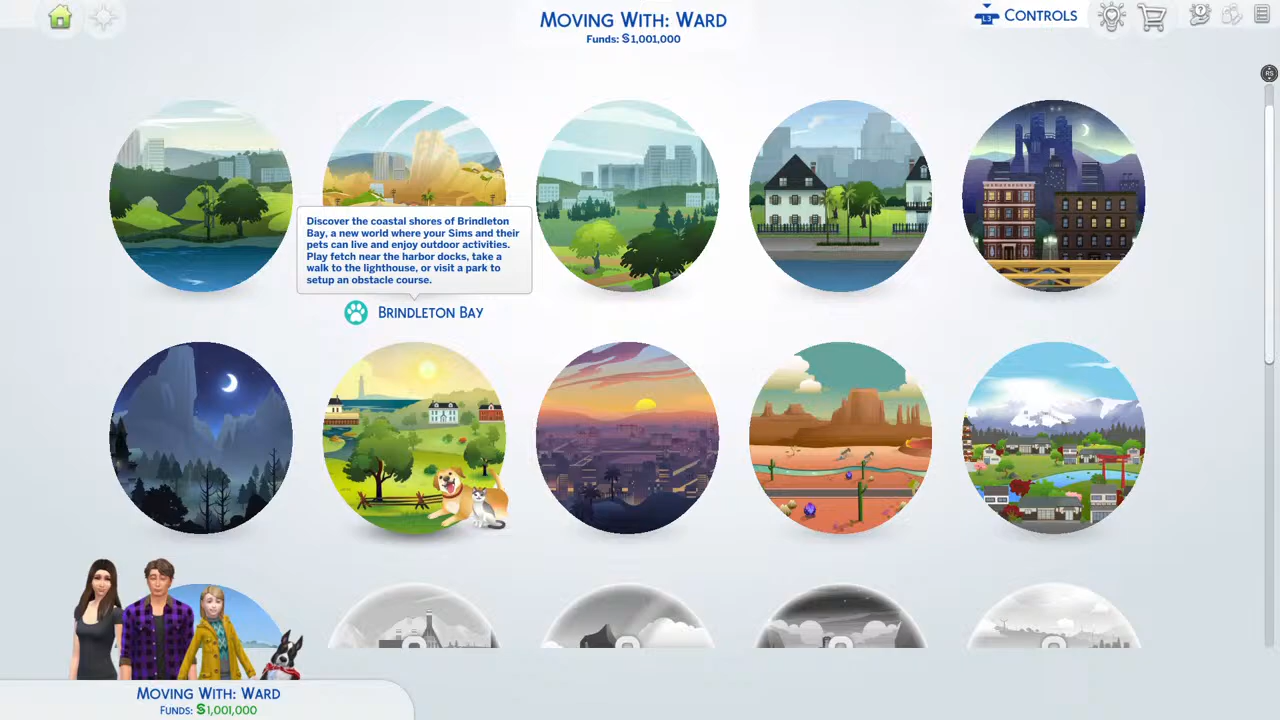 MOVING WITH: WARD
Funds: §1,001,000
L3 CONTROLS
RS
Discover the coastal shores of Brindleton
Bay, a new world where your Sims and their
pets can live and enjoy outdoor activities.
Play fetch near the harbor docks, take a
walk to the lighthouse, or visit a park to
setup an obstacle course.
BRINDLETON BAY
MOVING WITH: WARD
FUNDS: §1,001,000